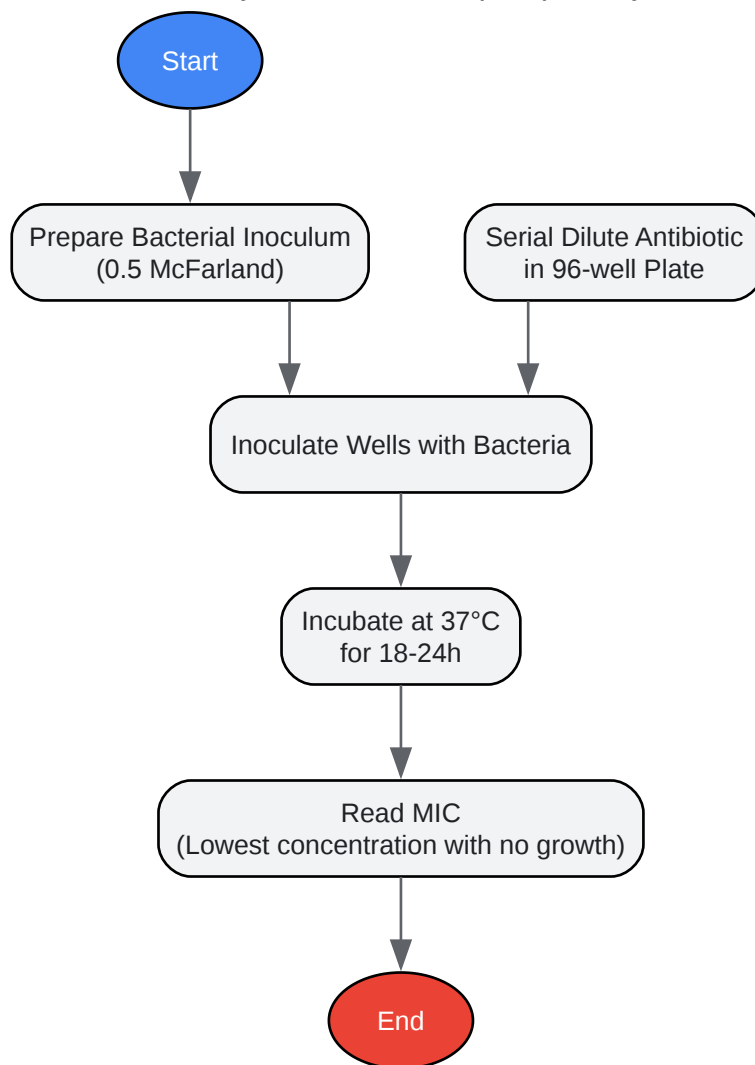 Start
Prepare Bacterial Inoculum
(0.5 McFarland)
Serial Dilute Antibiotic
in 96-well Plate
Inoculate Wells with Bacteria
Incubate at 37°C
for 18-24h
Read MIC
(Lowest concentration with no growth)
End